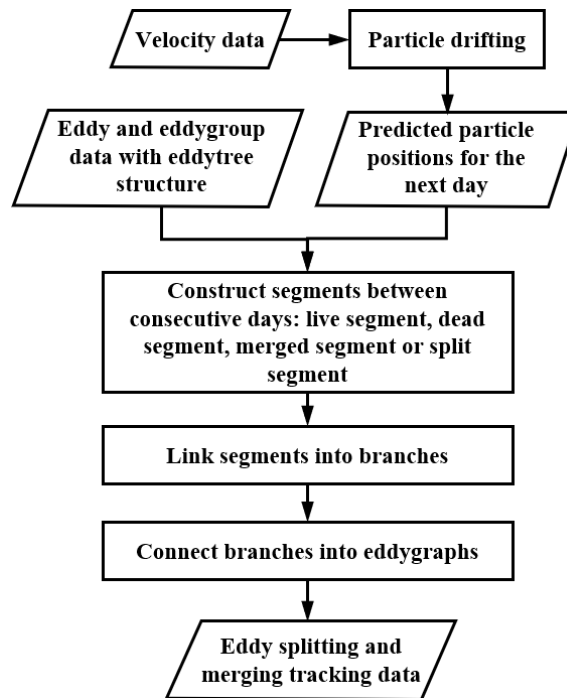 Velocity data
Particle drifting
Eddy and eddygroup
data with eddytree
structure
Predicted particle
positions for the
next day
Construct segments between
consecutive days: live segment, dead
segment, merged segment or split
segment
Link segments into branches
Connect branches into eddygraphs
Eddy splitting and
merging tracking data